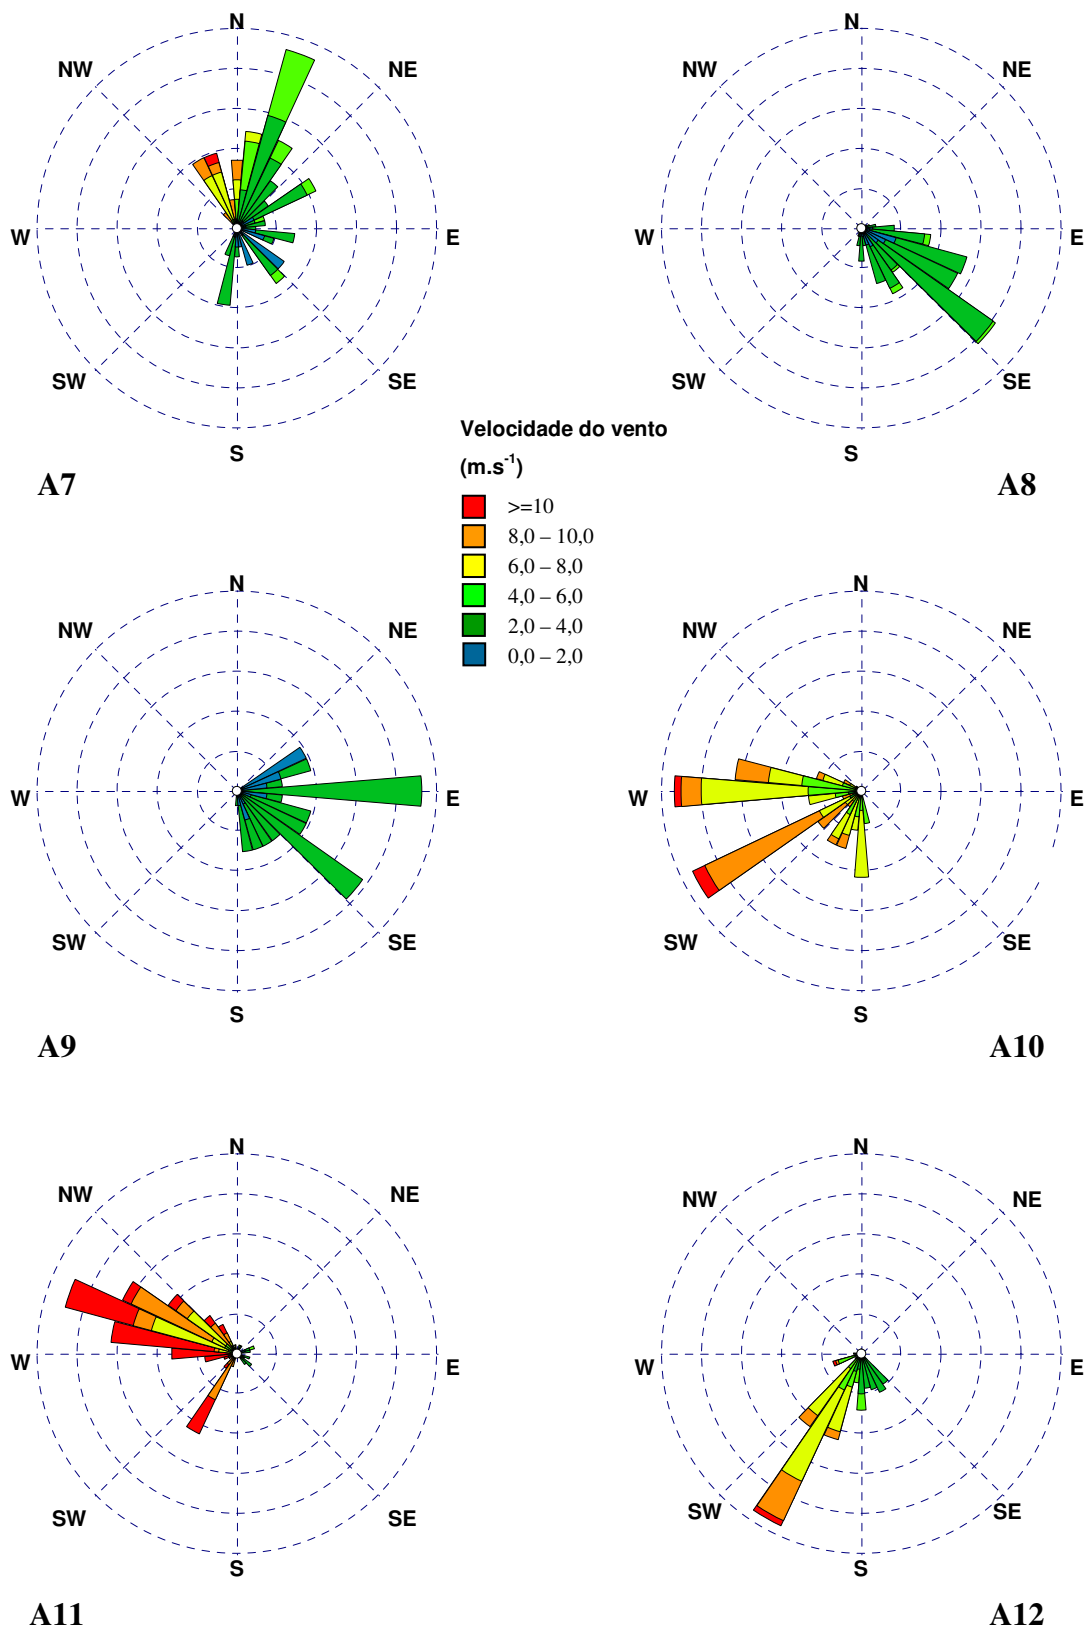 N
N
NW
NE
NW
NE
W
E
W
E
SW
SE
SW
SE
S
S
A7
A8
Velocidade do vento
(m.s-1)
>=10
8,0 – 10,0
6,0 – 8,0
4,0 – 6,0
2,0 – 4,0
0,0 – 2,0
N
N
NW
NE
NW
NE
W
E
W
E
SW
SE
SW
SE
S
S
A9
A10
N
N
NW
NE
NW
NE
W
E
W
E
SW
SE
SW
SE
S
S
A11
A12